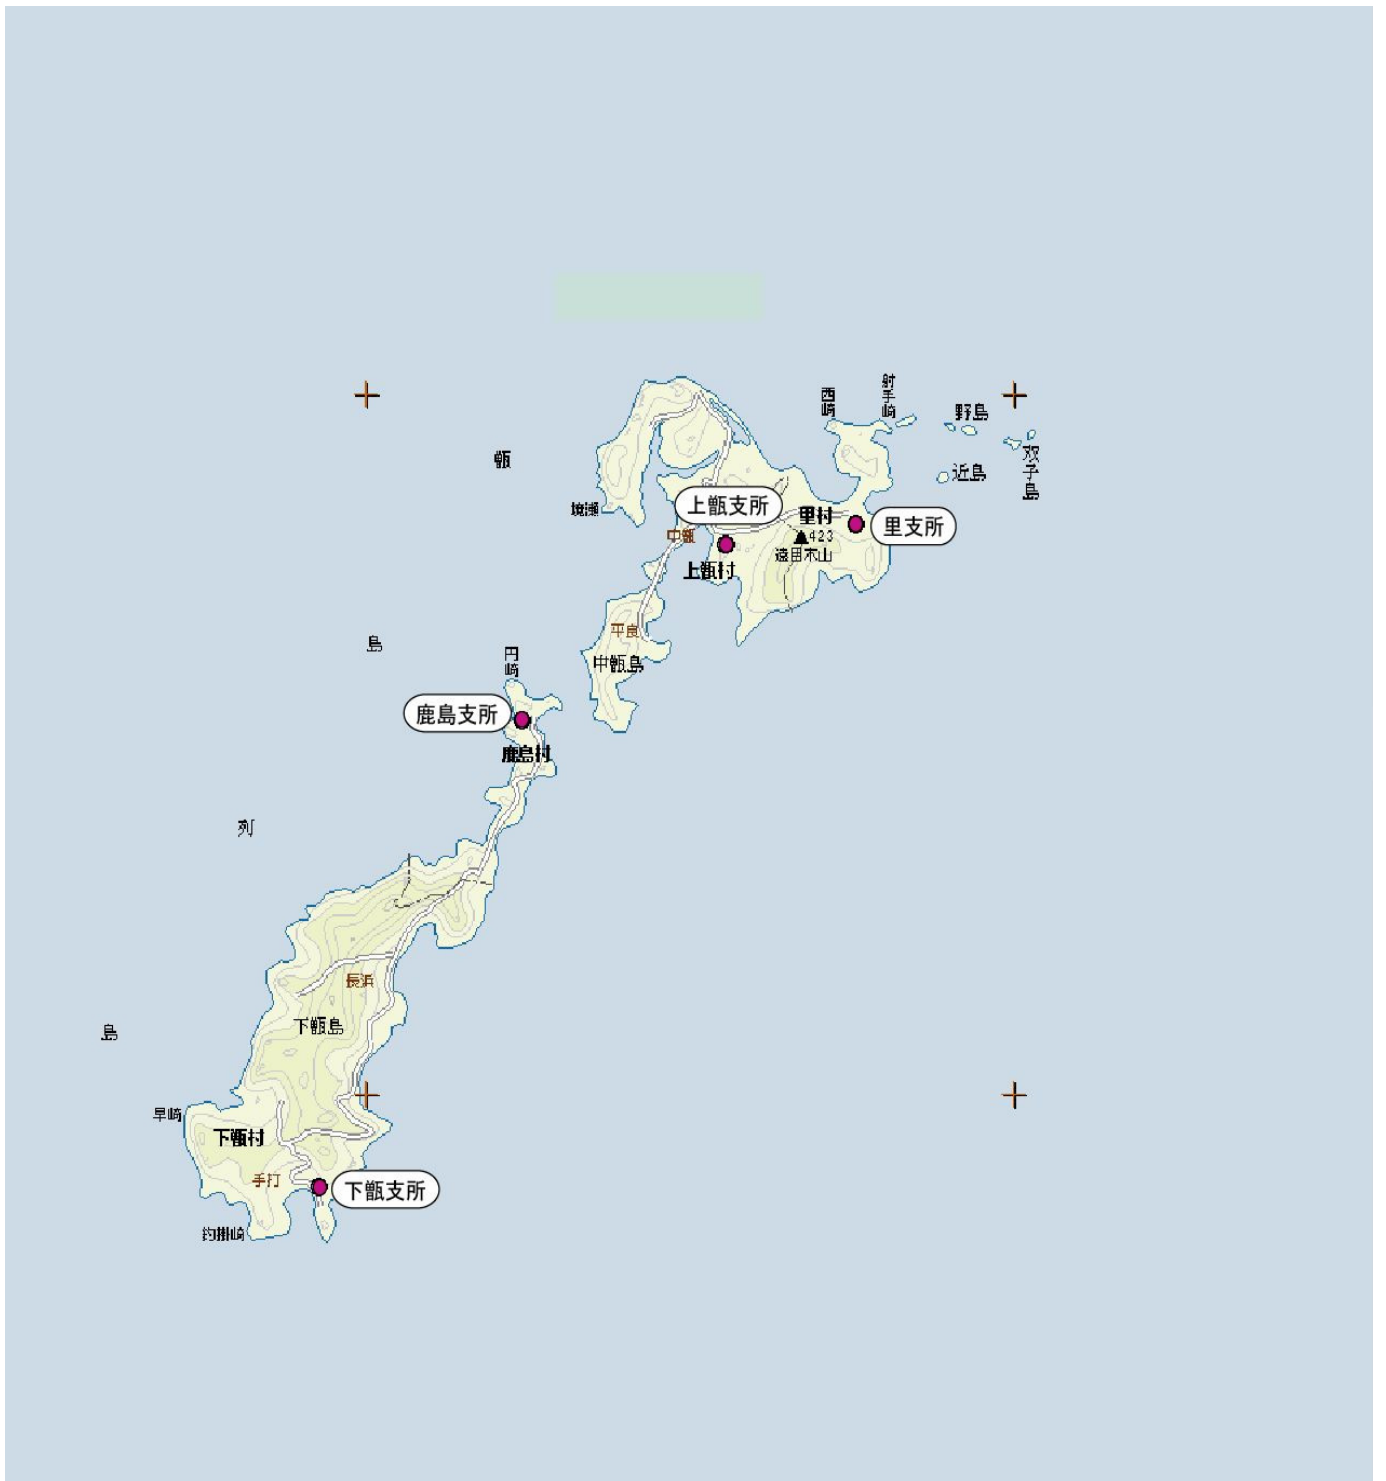 西崎
射手崎
野島
双子島
近島
甑
境瀬
上甑支所
里村
里支所
423
遠目木山
中甑
上甑村
平良
島
円崎
中甑島
鹿島支所
鹿島村
列
長浜
下甑島
島
早崎
下甑村
手打
下甑支所
釣掛崎